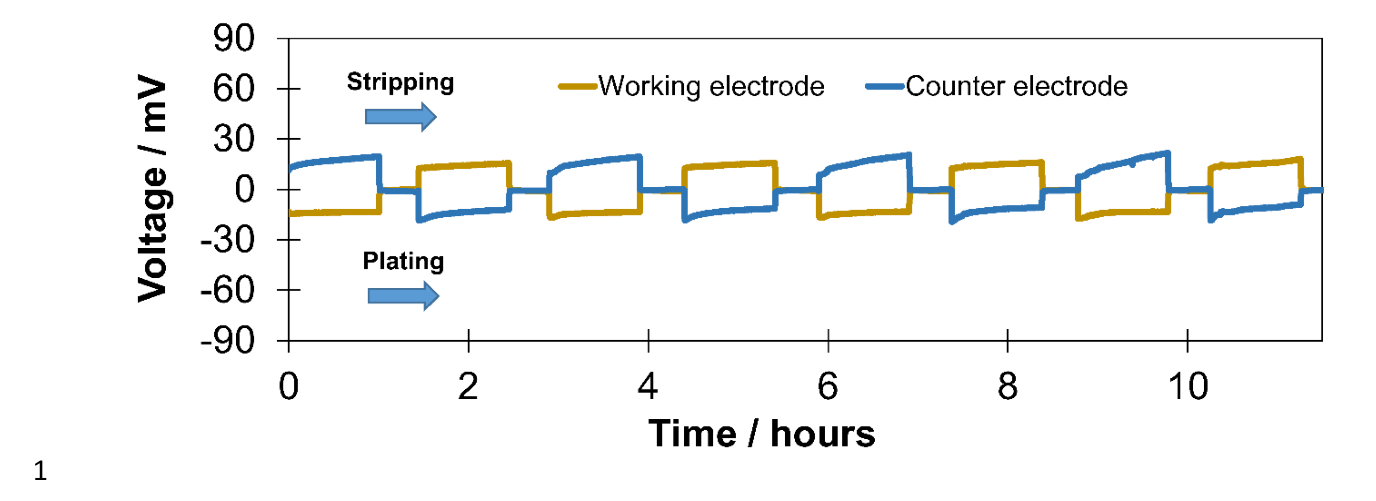 90
60
30
0
-30
-60
-90
Voltage / mV
Stripping
Working electrode
Counter electrode
Plating
0 2 4 6 8 10
Time / hours
1